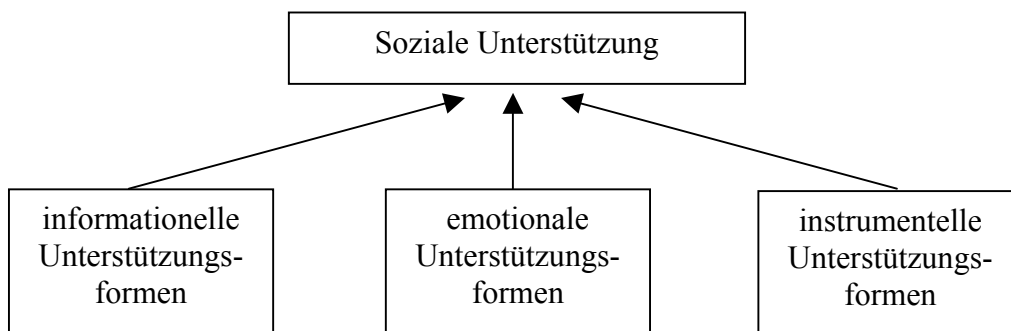 Soziale Unterstützung
informationelle
Unterstützungs-
formen
emotionale
Unterstützungs-
formen
instrumentelle
Unterstützungs-
formen